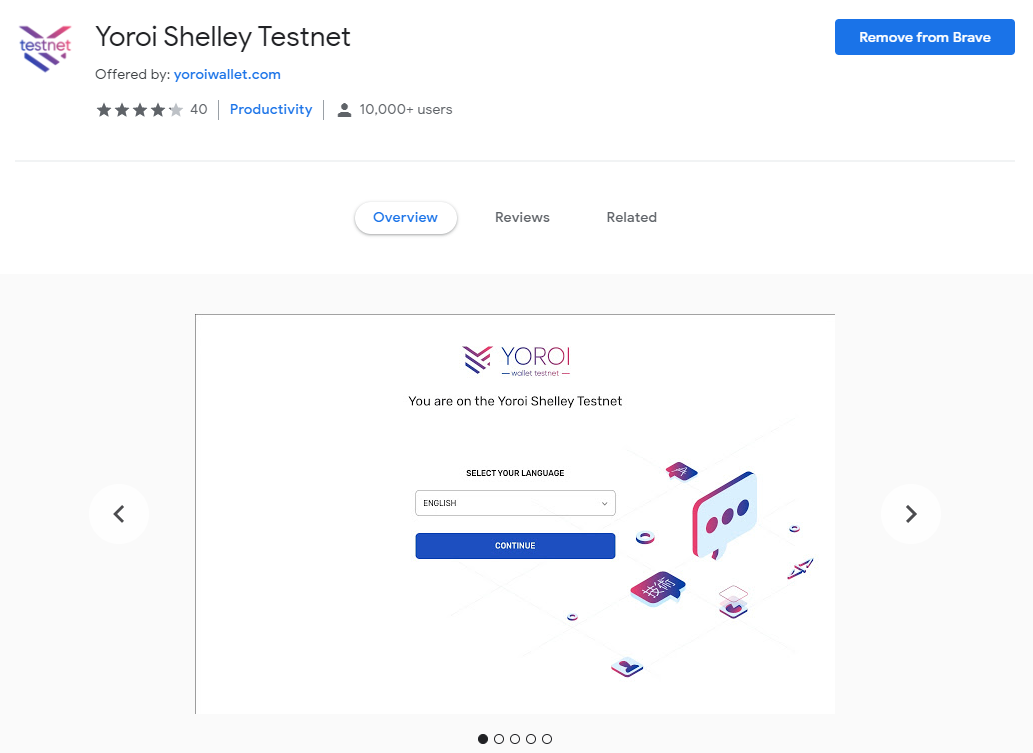 testnet
Yoroi Shelley Testnet
Remove from Brave
Offered by: yoroiwallet.com
40 Productivity 10,000+ users
Overview Reviews Related
YOROI
wallet testnet
You are on the Yoroi Shelley Testnet
SELECT YOUR LANGUAGE
ENGLISH
CONTINUE
A
技術